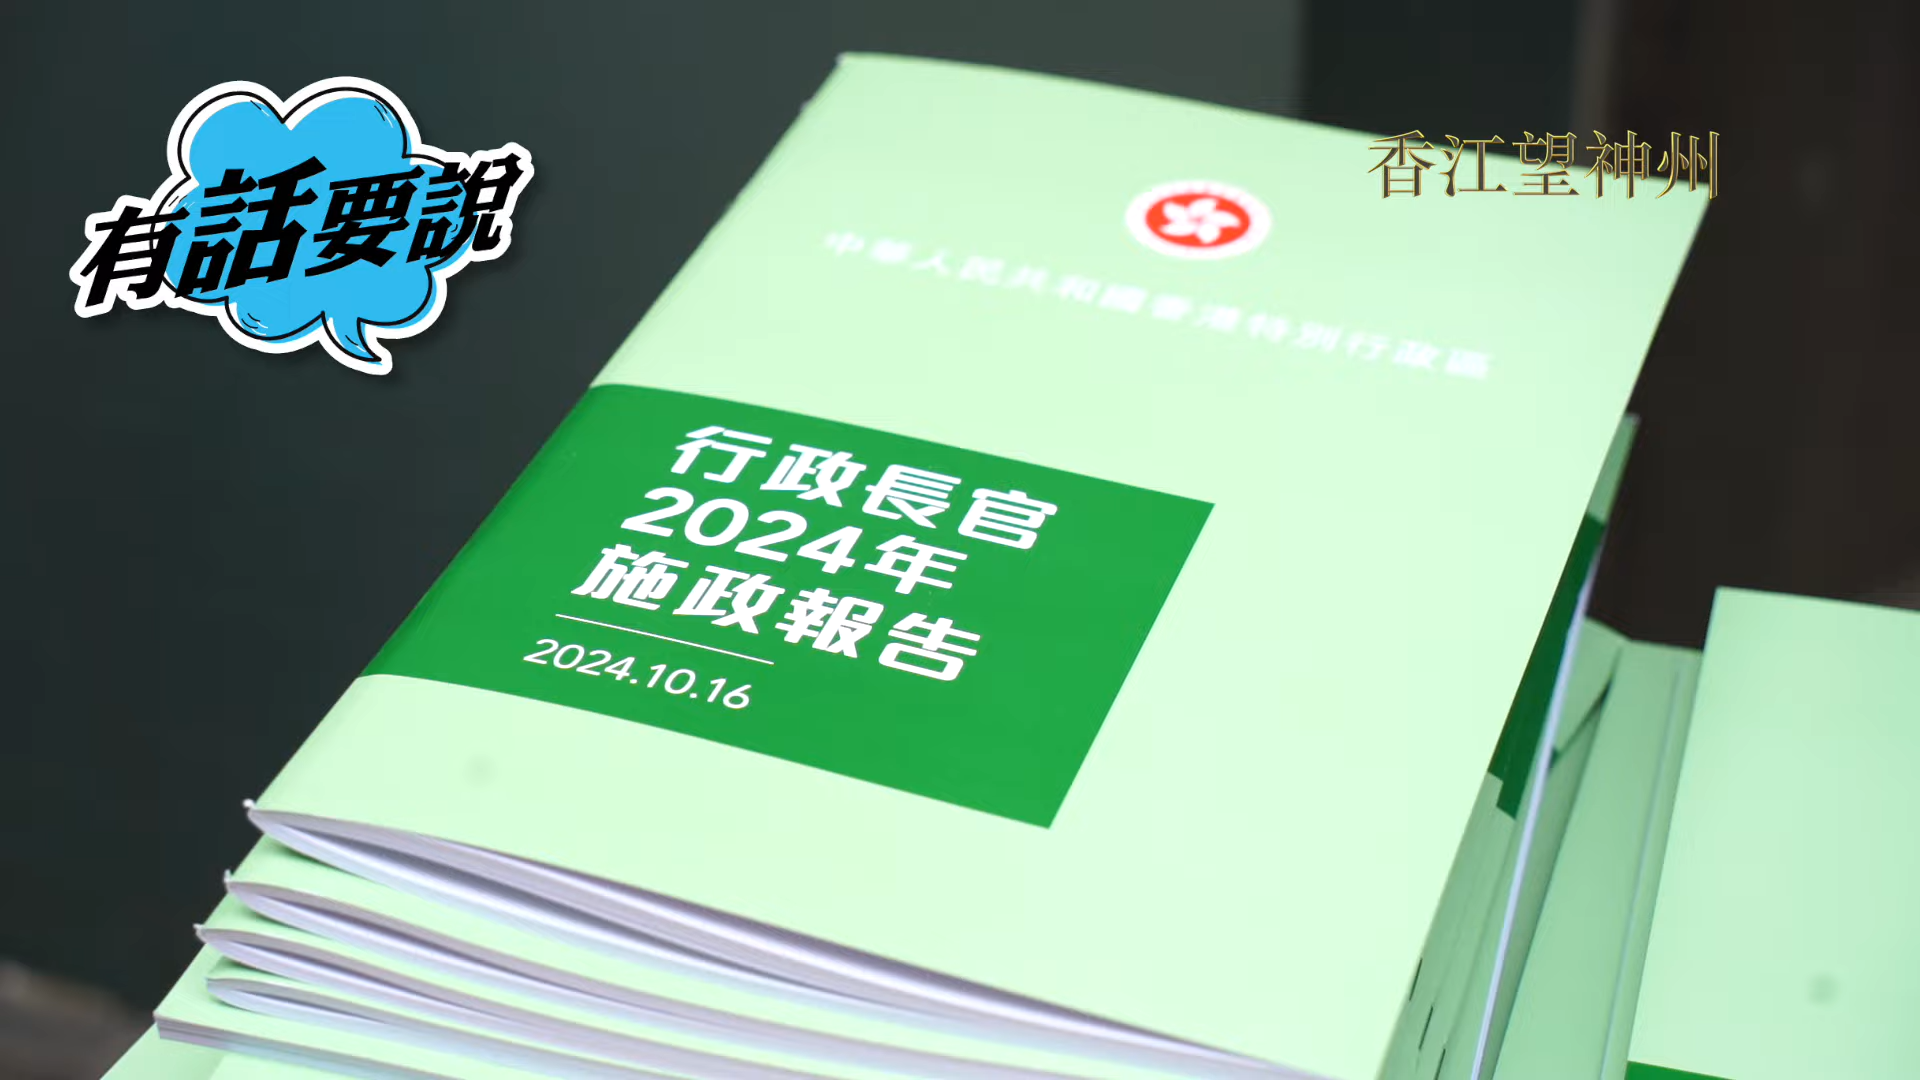 有話要說
香江望神州
中華人民共和國香港特別行政區
行政長官
2024年
施政報告
2024.10.16